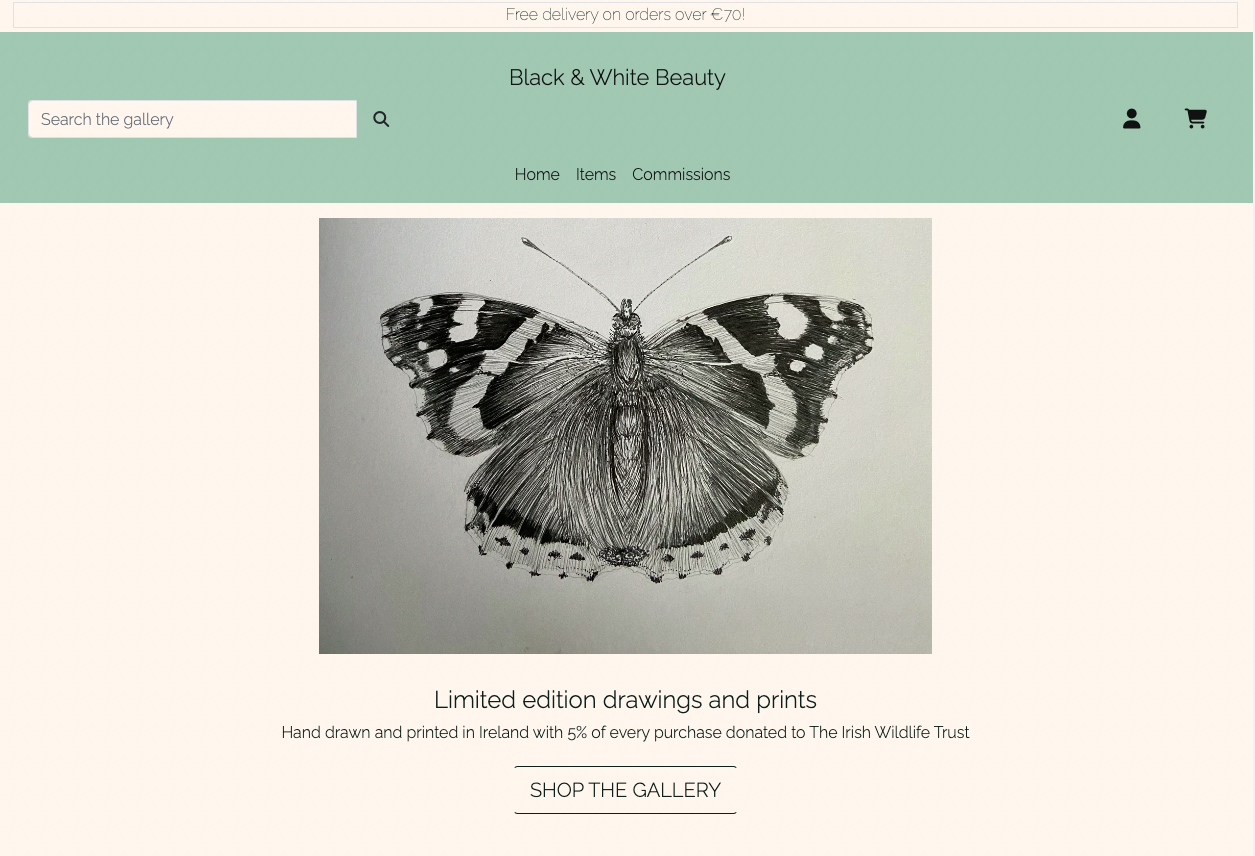 Free delivery on orders over €70!
Black & White Beauty
Search the gallery
Home Items Commissions
Limited edition drawings and prints
Hand drawn and printed in Ireland with 5% of every purchase donated to The Irish Wildlife Trust
SHOP THE GALLERY